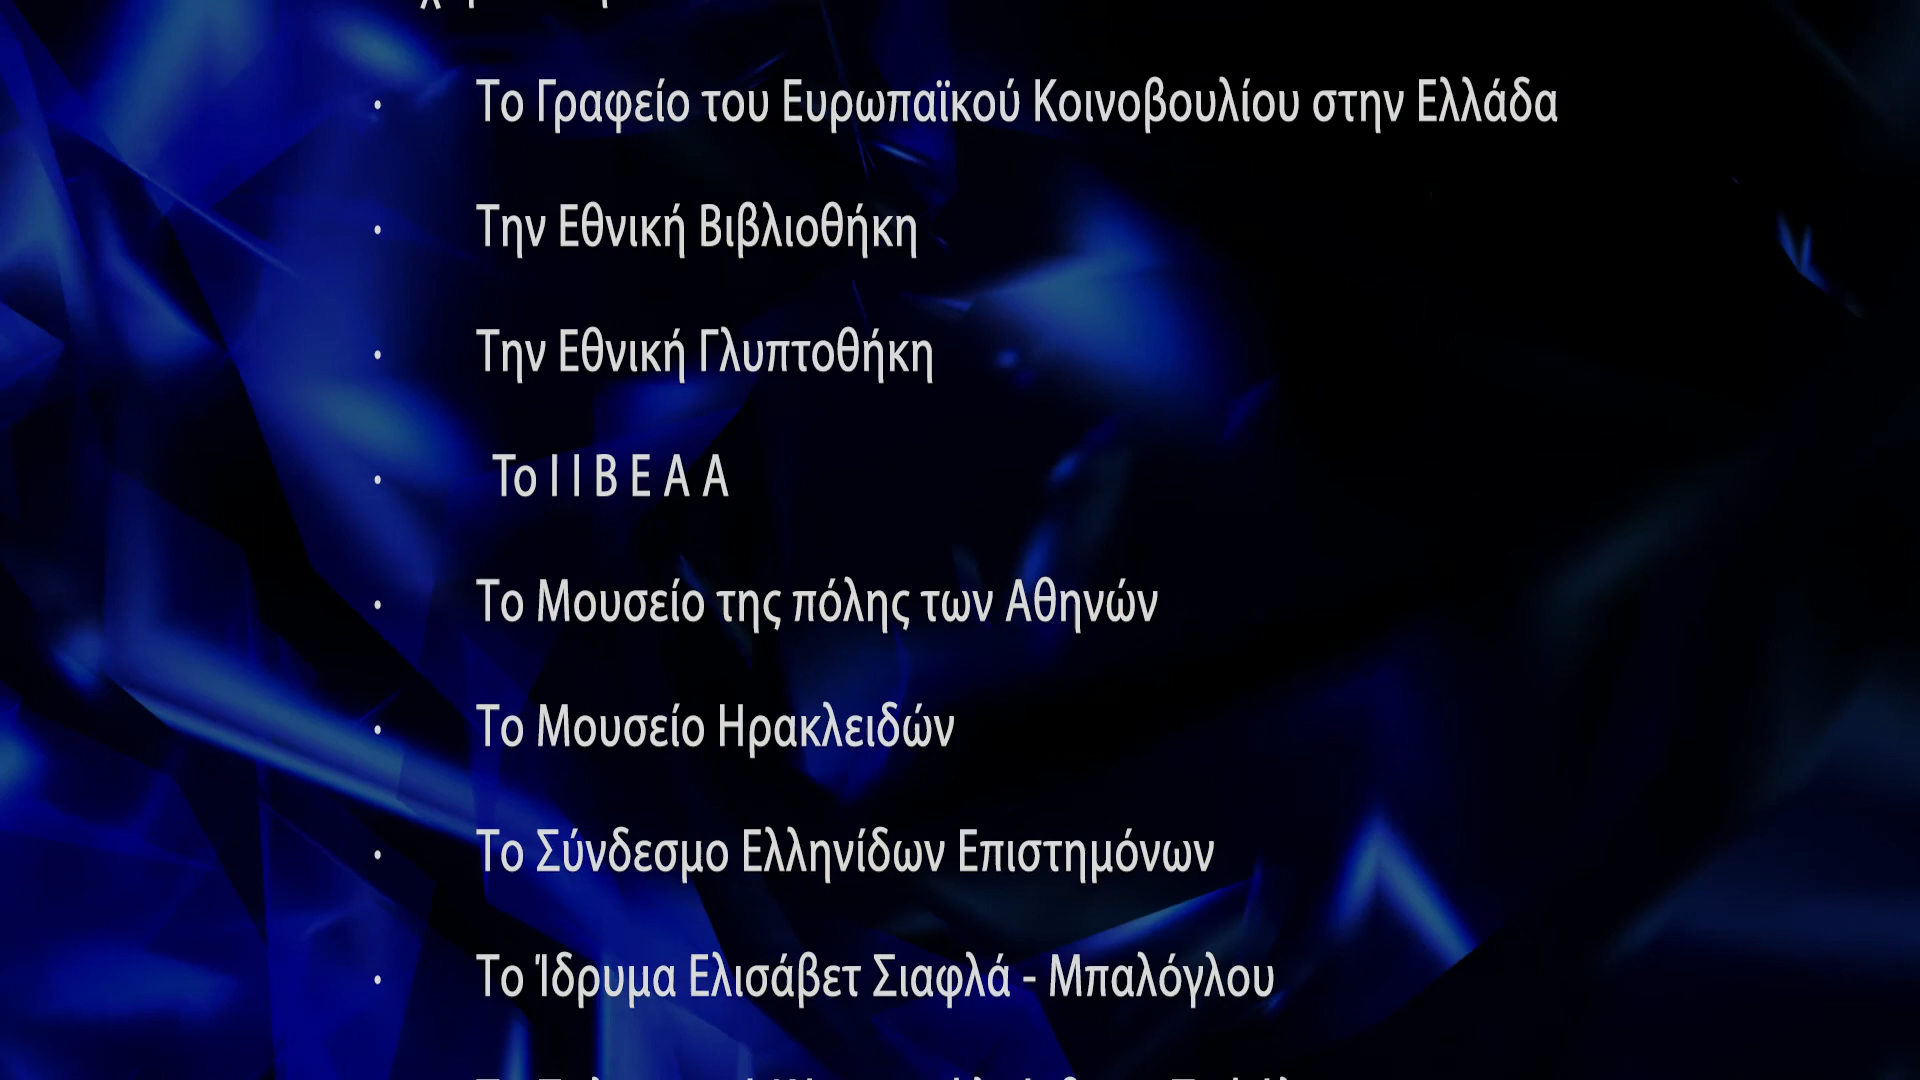 · Το Γραφείο του Ευρωπαϊκού Κοινοβουλίου στην Ελλάδα
· Την Εθνική Βιβλιοθήκη
· Την Εθνική Γλυπτοθήκη
· Το Ι Ι Β Ε Α Α
· Το Μουσείο της πόλης των Αθηνών
· Το Μουσείο Ηρακλειδών
· Το Σύνδεσμο Ελληνίδων Επιστημόνων
· Το Ίδρυμα Ελισάβετ Σιαφλά - Μπαλόγλου